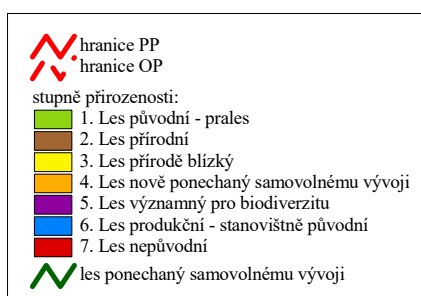 hranice PP
hranice OP
stupně přirozenosti:
1. Les původní - prales
2. Les přírodní
3. Les přírodě blízký
4. Les nově ponechaný samovolnému vývoji
5. Les významný pro biodiverzitu
6. Les produkční - stanovištně původní
7. Les nepůvodní
les ponechaný samovolnému vývoji